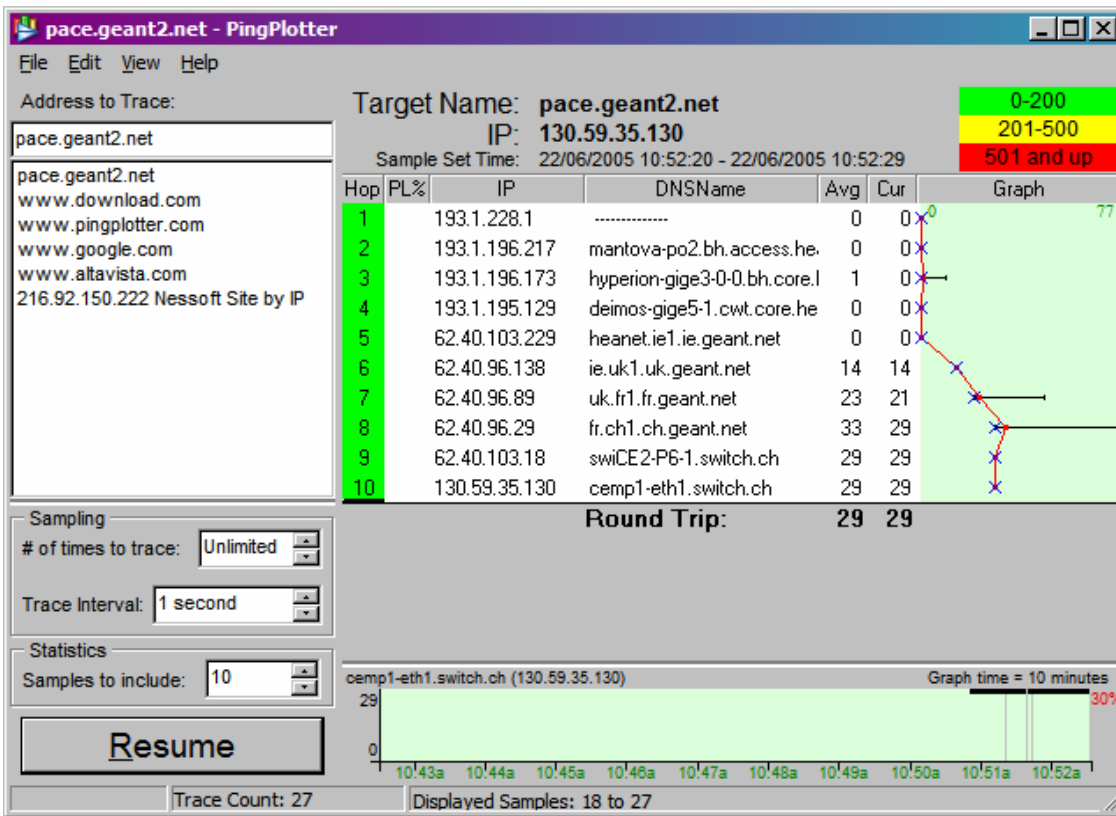 pace.geant2.net - PingPlotter
File Edit View Help
Address to Trace:
pace.geant2.net
pace.geant2.net
www.download.com
www.pingplotter.com
www.google.com
www.altavista.com
216.92.150.222 Nessoft Site by IP
Sampling
# of times to trace: Unlimited
Trace Interval: 1 second
Statistics
Samples to include: 10
Resume
Target Name: pace.geant2.net
IP: 130.59.35.130
Sample Set Time: 22/06/2005 10:52:20 - 22/06/2005 10:52:29
0-200
201-500
501 and up
Hop PL% IP DNSName Avg Cur Graph
0 77
1 193.1.228.1 -------------- 0 0
2 193.1.196.217 mantova-po2.bh.access.he 0 0
3 193.1.196.173 hyperion-gige3-0-0.bh.core.l 1 0
4 193.1.195.129 deimos-gige5-1.cwt.core.he 0 0
5 62.40.103.229 heanet.ie1.ie.geant.net 0 0
6 62.40.96.138 ie.uk1.uk.geant.net 14 14
7 62.40.96.89 uk.fr1.fr.geant.net 23 21
8 62.40.96.29 fr.ch1.ch.geant.net 33 29
9 62.40.103.18 swiCE2-P6-1.switch.ch 29 29
10 130.59.35.130 cemp1-eth1.switch.ch 29 29
Round Trip: 29 29
cemp1-eth1.switch.ch (130.59.35.130) Graph time = 10 minutes
29 30%
0
10:43a 10:44a 10:45a 10:46a 10:47a 10:48a 10:49a 10:50a 10:51a 10:52a
Trace Count: 27 Displayed Samples: 18 to 27